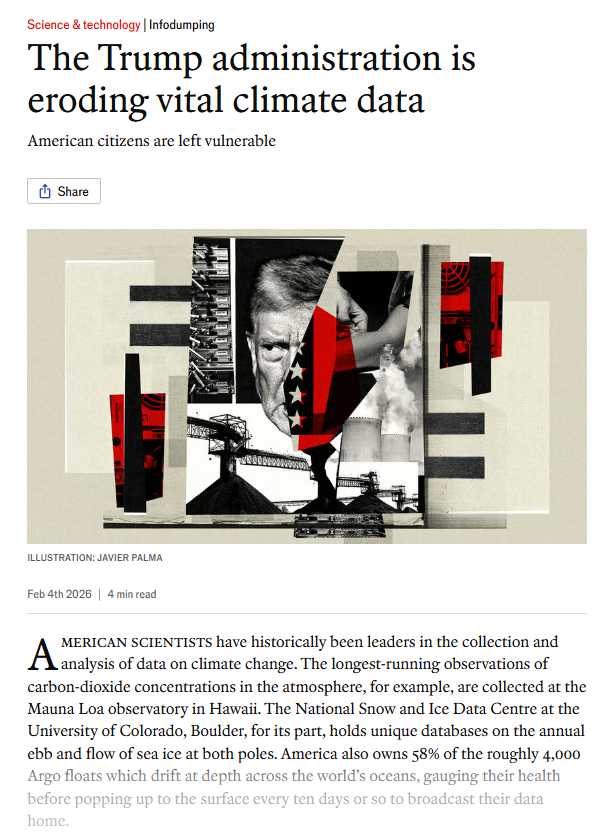 Science & technology | Infodumping
The Trump administration is
eroding vital climate data
American citizens are left vulnerable
Share
ILLUSTRATION: JAVIER PALMA
Feb 4th 2026 | 4 min read
AMERICAN SCIENTISTS have historically been leaders in the collection and
analysis of data on climate change. The longest-running observations of
carbon-dioxide concentrations in the atmosphere, for example, are collected at the
Mauna Loa observatory in Hawaii. The National Snow and Ice Data Centre at the
University of Colorado, Boulder, for its part, holds unique databases on the annual
ebb and flow of sea ice at both poles. America also owns 58% of the roughly 4,000
Argo floats which drift at depth across the world’s oceans, gauging their health
before popping up to the surface every ten days or so to broadcast their data
home.